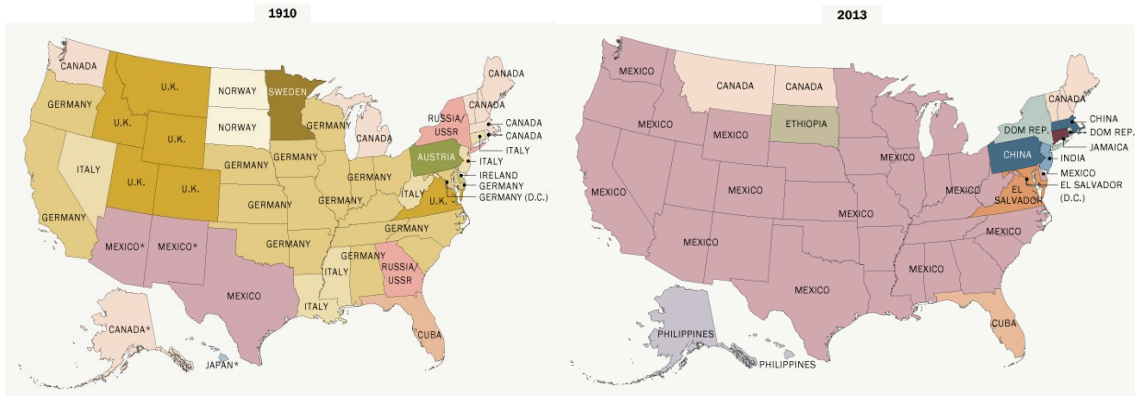 1910
CANADA
GERMANY
U.K.
U.K.
U.K.
U.K.
U.K.
NORWAY
NORWAY
SWEDEN
GERMANY
CANADA
RUSSIA/
USSR
CANADA
CANADA
CANADA
CANADA
ITALY
AUSTRIA
ITALY
IRELAND
GERMANY
GERMANY (D.C.)
ITALY
U.K.
ITALY
GERMANY
GERMANY
GERMANY
GERMANY
GERMANY
GERMANY
GERMANY
GERMANY
GERMANY
GERMANY
MEXICO*
MEXICO*
MEXICO
ITALY
ITALY
RUSSIA/
USSR
CUBA
CANADA*
JAPAN*
2013
MEXICO
CANADA
CANADA
ETHIOPIA
MEXICO
MEXICO
MEXICO
MEXICO
MEXICO
MEXICO
MEXICO
MEXICO
MEXICO
MEXICO
MEXICO
MEXICO
MEXICO
CANADA
DOM REP.
CHINA
DOM REP.
JAMAICA
CHINA
INDIA
MEXICO
EL SALVADOR
(D.C.)
EL
SALVADOR
CUBA
PHILIPPINES
PHILIPPINES